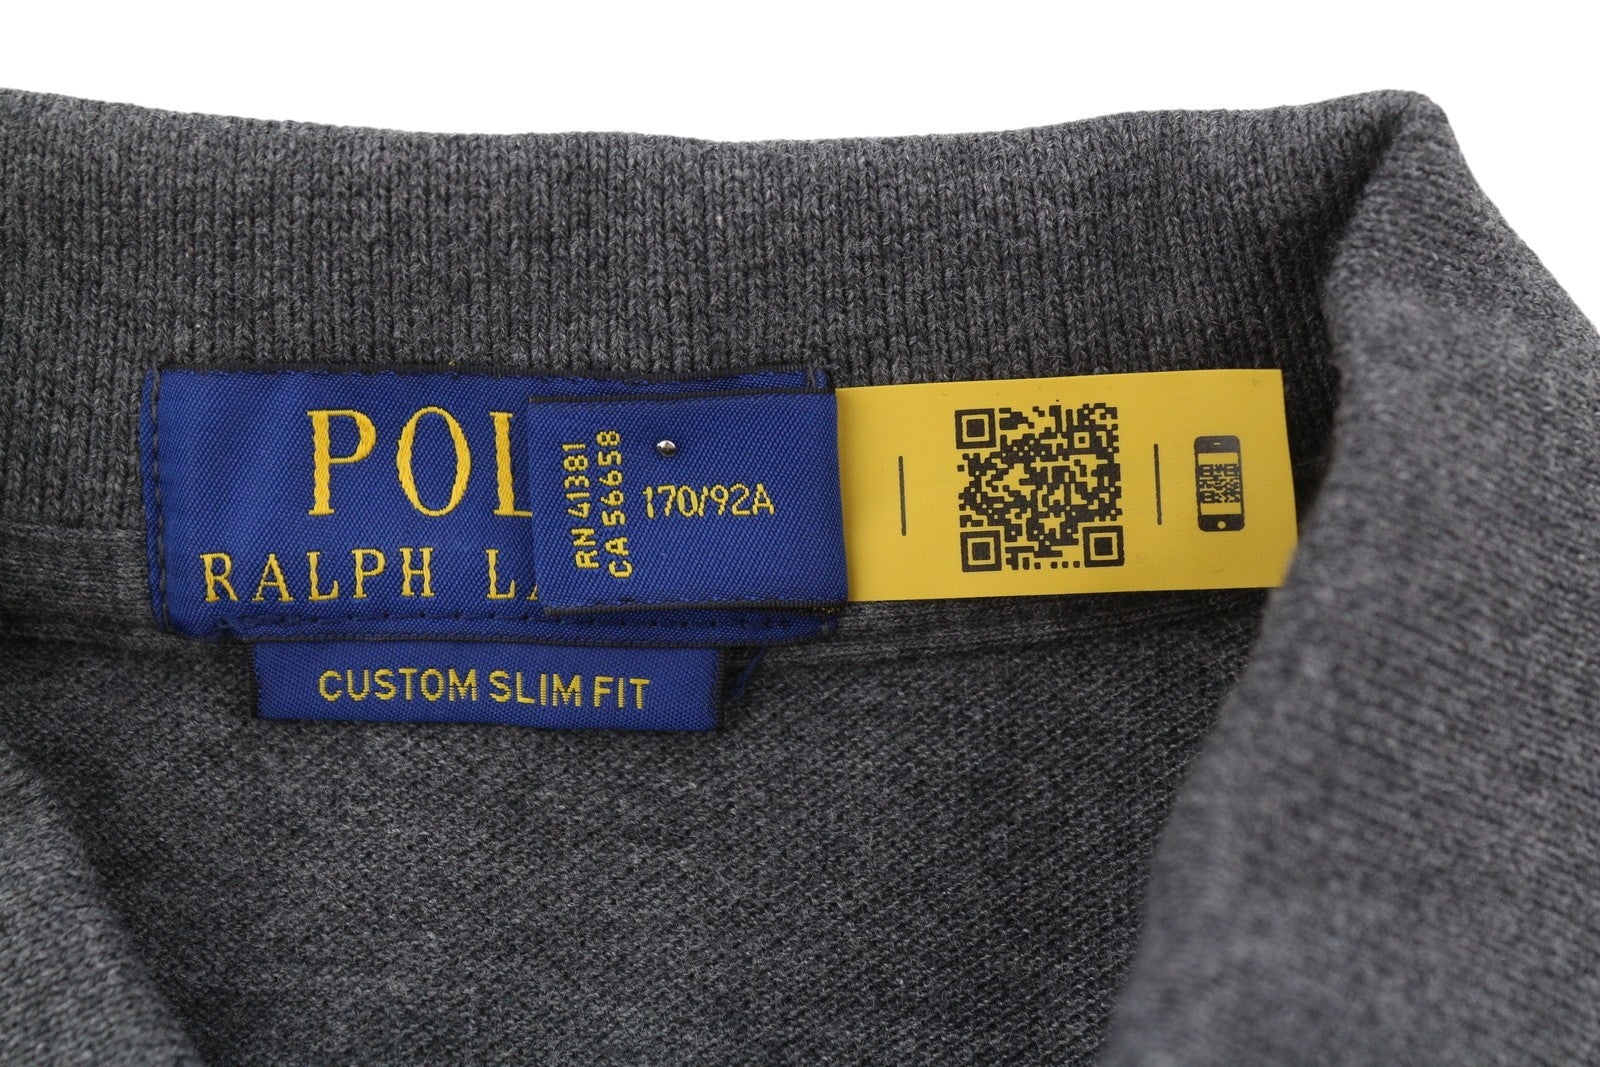 POL
RALPH LA
RN 41381
CA 56658
170/92A
CUSTOM SLIM FIT